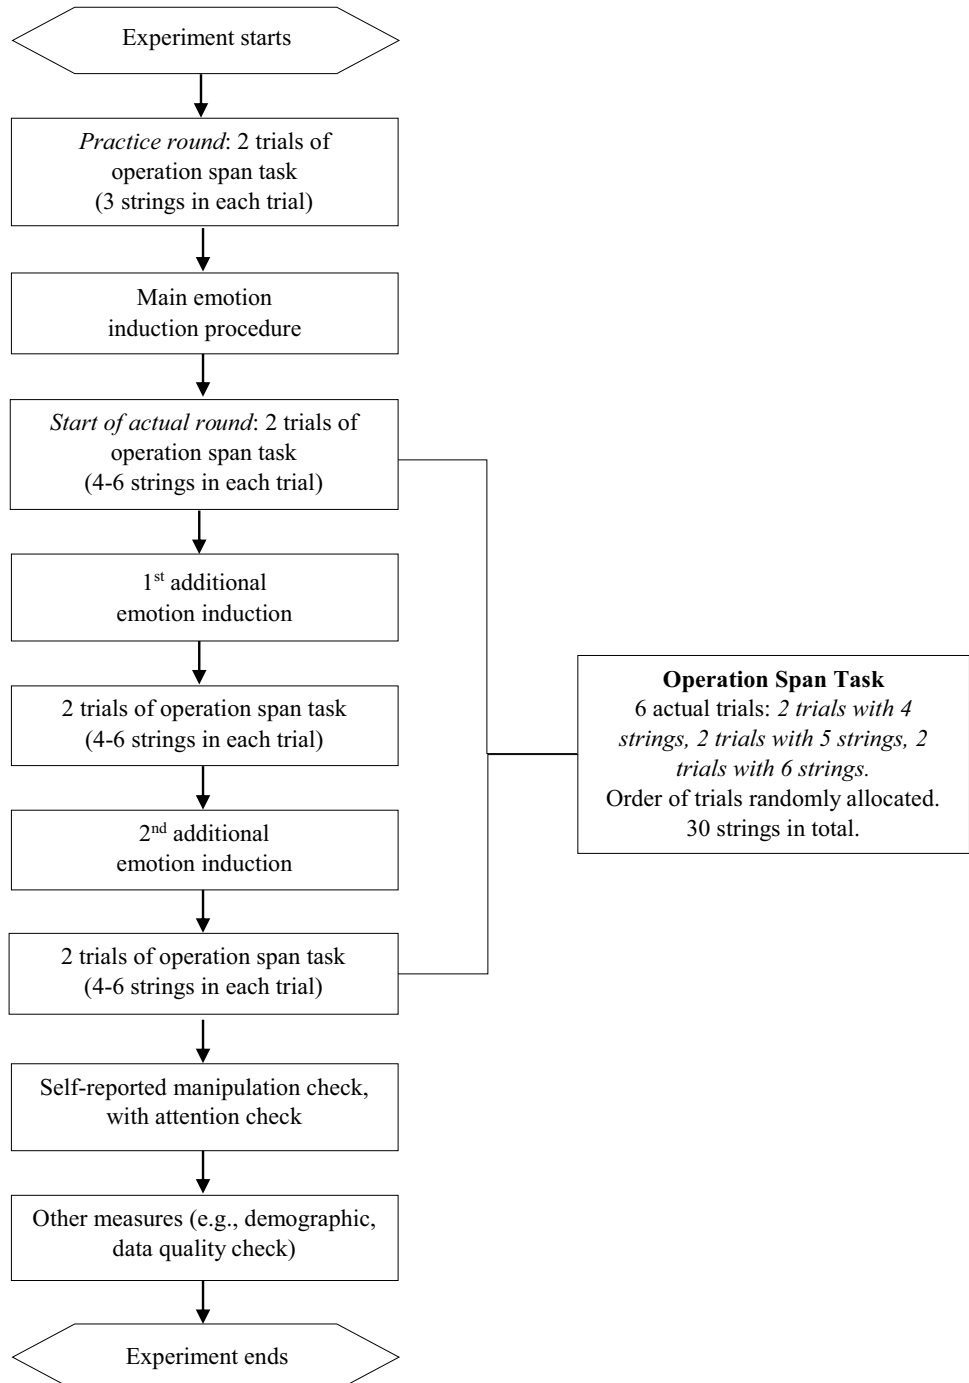 Experiment starts
Practice round: 2 trials of
operation span task
(3 strings in each trial)
Main emotion
induction procedure
Start of actual round: 2 trials of
operation span task
(4-6 strings in each trial)
1st additional
emotion induction
2 trials of operation span task
(4-6 strings in each trial)
2nd additional
emotion induction
2 trials of operation span task
(4-6 strings in each trial)
Self-reported manipulation check,
with attention check
Other measures (e.g., demographic,
data quality check)
Experiment ends
Operation Span Task
6 actual trials: 2 trials with 4
strings, 2 trials with 5 strings, 2
trials with 6 strings.
Order of trials randomly allocated.
30 strings in total.